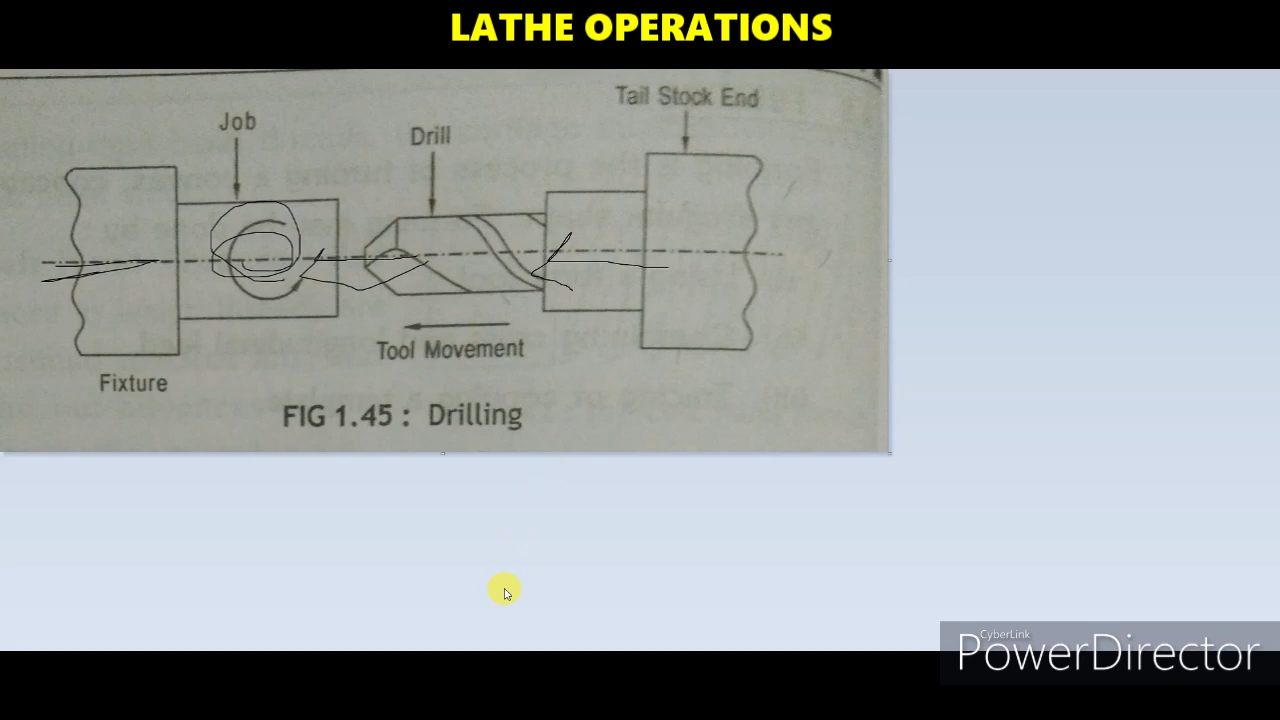 LATHE OPERATIONS
Tail Stock End
Job
Drill
Tool Movement
Fixture
FIG 1.45 : Drilling
CyberLink
PowerDirector